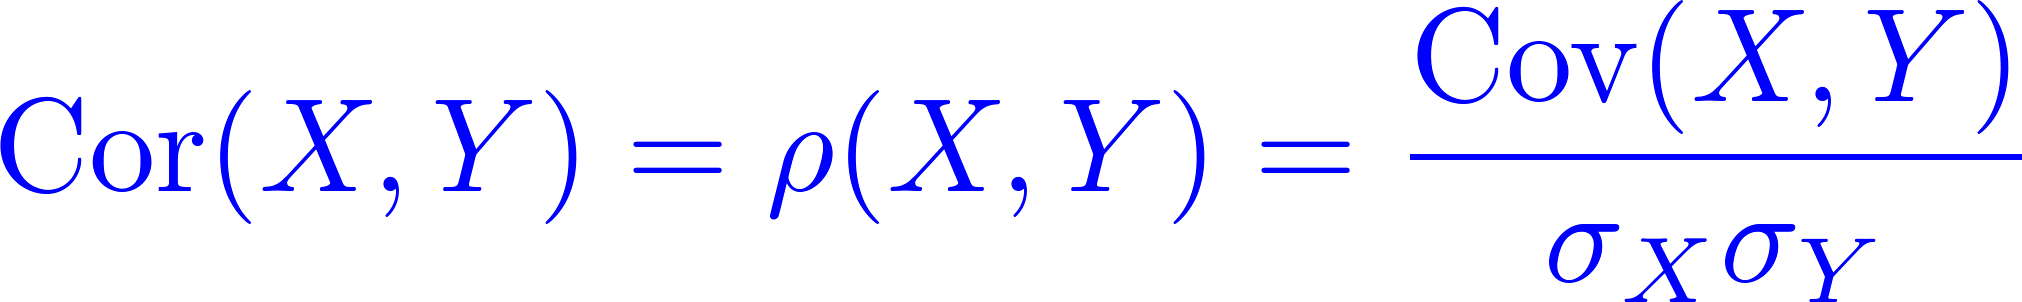 Cor(X, Y) = ρ(X, Y) = Cov(X, Y) / σ_X σ_Y